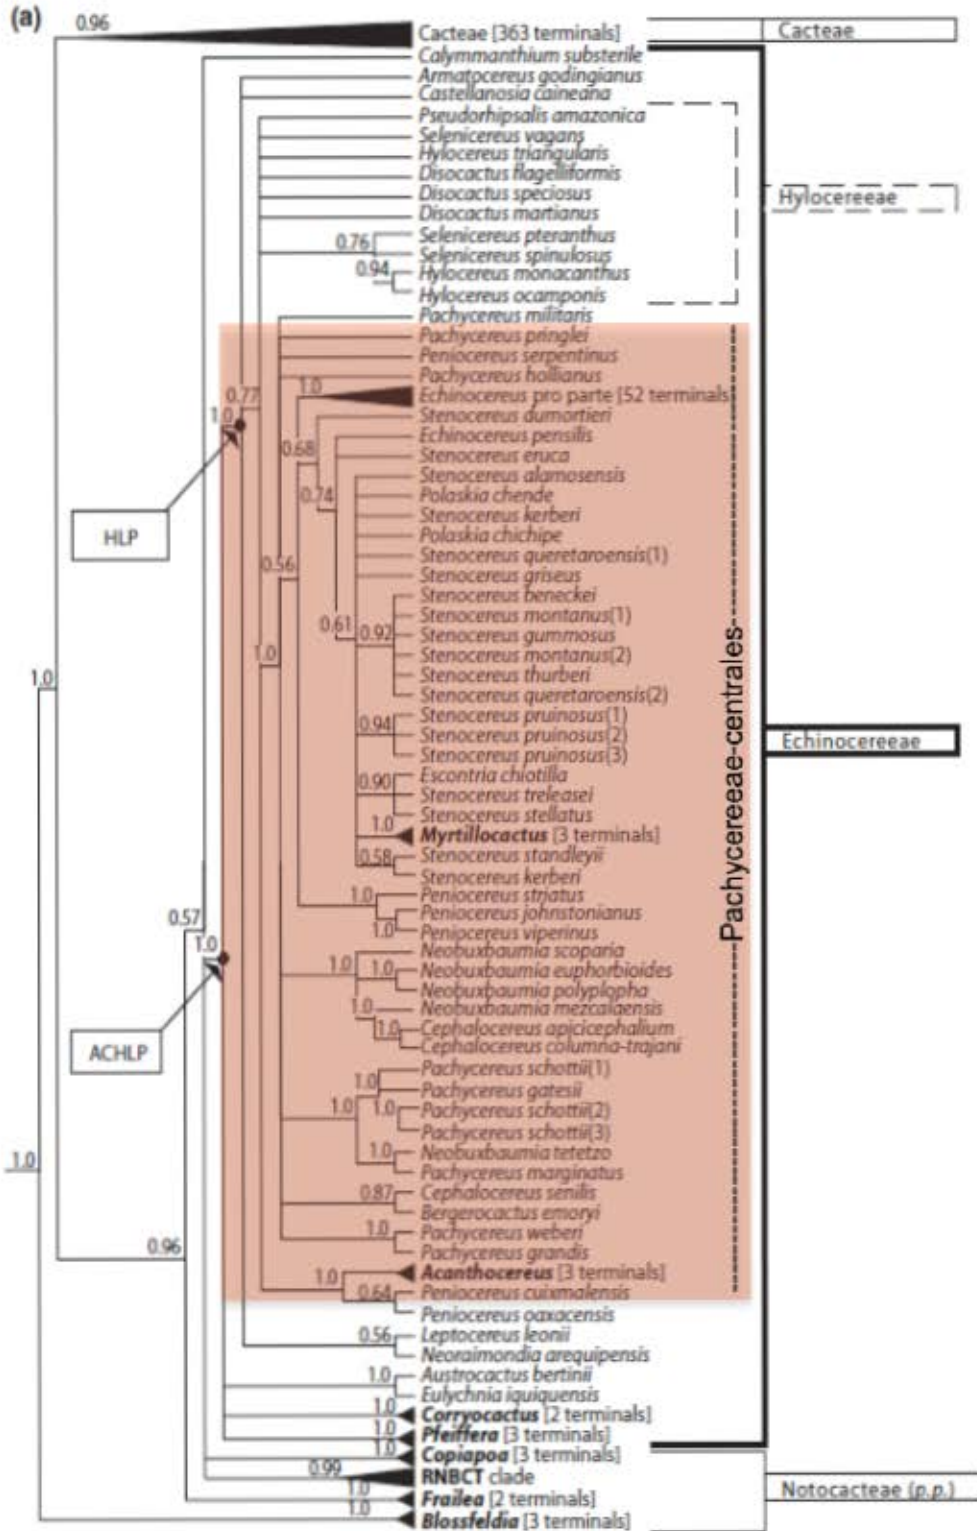 (a)
0.96
Cacteae [363 terminals]
Cacteae
Calymmanthum substerile
Armatocereus godingianus
Castellanosia caineana
Pseudorhipsalis amazonica
Selenicereus vagans
Hylocereus triangularis
Disocactus flagelliformis
Disocactus speciosus
Hylocereeae
Disocactus martianus
0.76
Selenicereus pteranthus
Selenicereus spinulosus
0.94
Hylocereus monacanthus
Hylocereus ocamponis
Pachycereus militaris
Pachycereus pringlei
Peniocereus serpentinus
Pachycereus hollianus
0.77
1.0
Echinocereus pro parte [52 terminals
1.0
Stenocereus dumortieri
Echinocereus pensilis
0.68
Stenocereus eruca
Stenocereus alamosensis
0.74
Polaskia chende
Stenocereus kerberi
HLP
Polaskia chichipe
Stenocereus queretaroensis(1)
0.56
Stenocereus griseus
Stenocereus beneckei
Stenocereus montanus(1)
0.61
0.92
Stenocereus gummosus
1.0
Stenocereus montanus(2)
Stenocereus thurberi
1.0
Stenocereus queretaroensis(2)
Stenocereus pruinosus(1)
0.94
Stenocereus pruinosus(2)
Echinocereeae
Stenocereus pruinosus(3)
Pachycereeae-centrales
Escontria chiotilla
0.90
Stenocereus treleasei
Stenocereus stellatus
1.0
Myrtillocactus [3 terminals]
0.58
Stenocereus standleyii
Stenocereus kerberi
1.0
Peniocereus striatus
0.57
Peniocereus johnstonianus
1.0
Peniocereus viperinus
1.0
Neobuxbaumia scoparia
1.0
1.0
Neobuxbaumia euphorbioides
Neobuxbaumia polyplopha
1.0
Neobuxbaumia mezcalaensis
1.0
Cephalocereus apicicephalium
ACHLP
Cephalocereus columna-trajani
Pachycereus schottii(1)
1.0
Pachycereus gatesii
1.0
1.0
Pachycereus schottii(2)
Pachycereus schottii(3)
1.0
Neobuxbaumia tetetzo
1.0
Pachycereus marginatus
0.87
Cephalocereus senilis
Bergerocactus emoryi
1.0
Pachycereus weberi
0.96
Pachycereus grandis
1.0
Acanthocereus [3 terminals]
0.64
Peniocereus cuixmalensis
Peniocereus oaxacensis
0.56
Leptocereus leonii
Neoraimondia arequipensis
1.0
Austrocactus bertinii
Eulychnia iquiquensis
1.0
Corryocactus [2 terminals]
1.0
Pfeiffera [3 terminals]
1.0
Copiapoa [3 terminals]
0.99
RNBCT clade
1.0
Frailea [2 terminals]
Notocacteae (p.p.)
1.0
Blossfeldia [3 terminals]